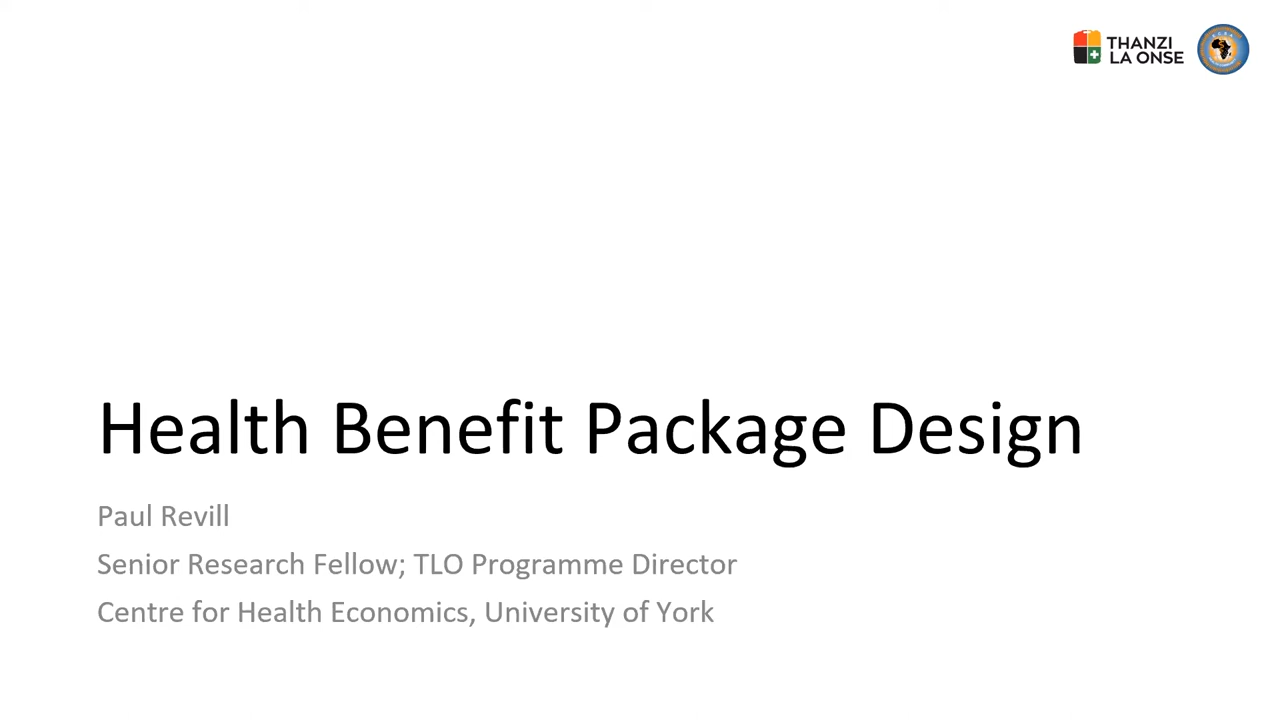 THANZI
LA ONSE
Health Benefit Package Design
Paul Revill
Senior Research Fellow; TLO Programme Director
Centre for Health Economics, University of York